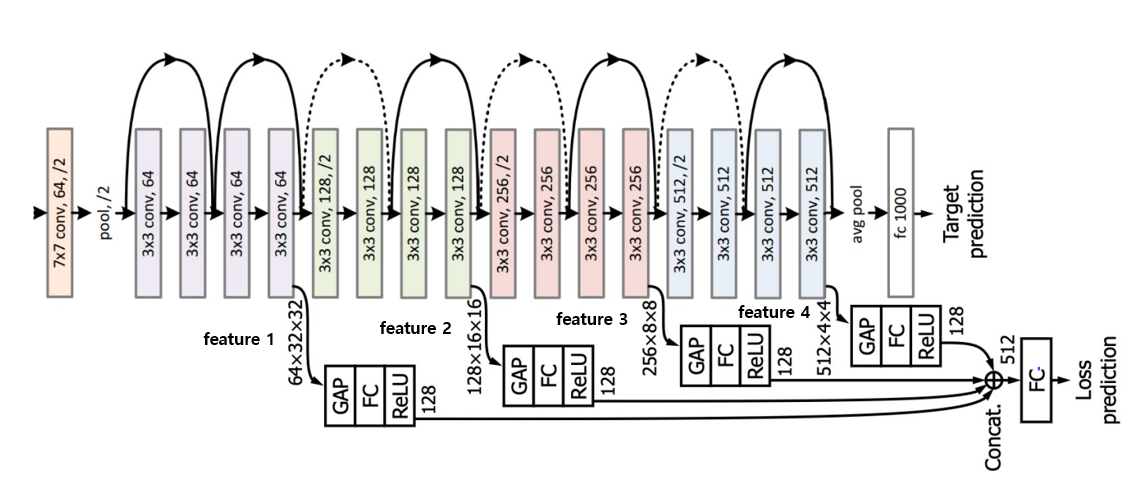 7x7 conv, 64, /2
pool, /2
3x3 conv, 64
3x3 conv, 64
3x3 conv, 64
3x3 conv, 64
3x3 conv, 128, /2
3x3 conv, 128
3x3 conv, 128
3x3 conv, 128
3x3 conv, 256, /2
3x3 conv, 256
3x3 conv, 256
3x3 conv, 256
3x3 conv, 512, /2
3x3 conv, 512
3x3 conv, 512
3x3 conv, 512
avg pool
fc 1000
Target
prediction
feature 1
64×32×32
GAP
FC
ReLU
128
feature 2
128×16×16
GAP
FC
ReLU
128
feature 3
256×8×8
GAP
FC
ReLU
128
feature 4
512×4×4
GAP
FC
ReLU
128
Concat.
512
FC
Loss
prediction